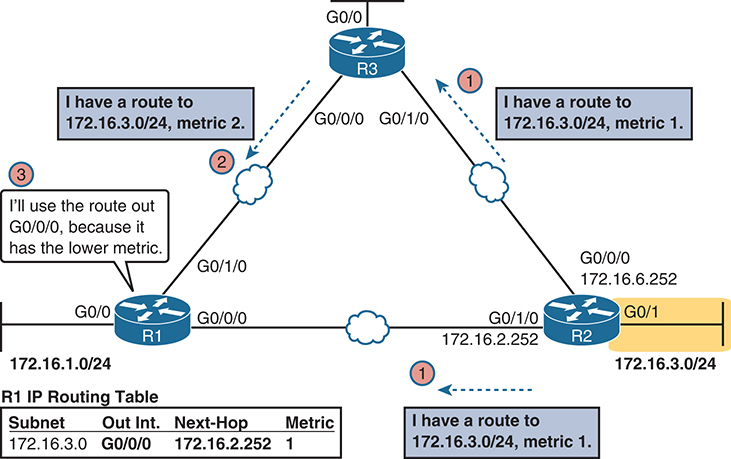 G0/0
R3
1
I have a route to
172.16.3.0/24, metric 2.
G0/0/0
G0/1/0
I have a route to
172.16.3.0/24, metric 1.
2
3
I'll use the route out
G0/0/0, because it
has the lower metric.
G0/1/0
G0/0/0
172.16.6.252
G0/0
R1
G0/0/0
G0/1/0
172.16.2.252
R2
G0/1
172.16.1.0/24
172.16.3.0/24
1
I have a route to
172.16.3.0/24, metric 1.
R1 IP Routing Table
Subnet Out Int. Next-Hop Metric
172.16.3.0 G0/0/0 172.16.2.252 1